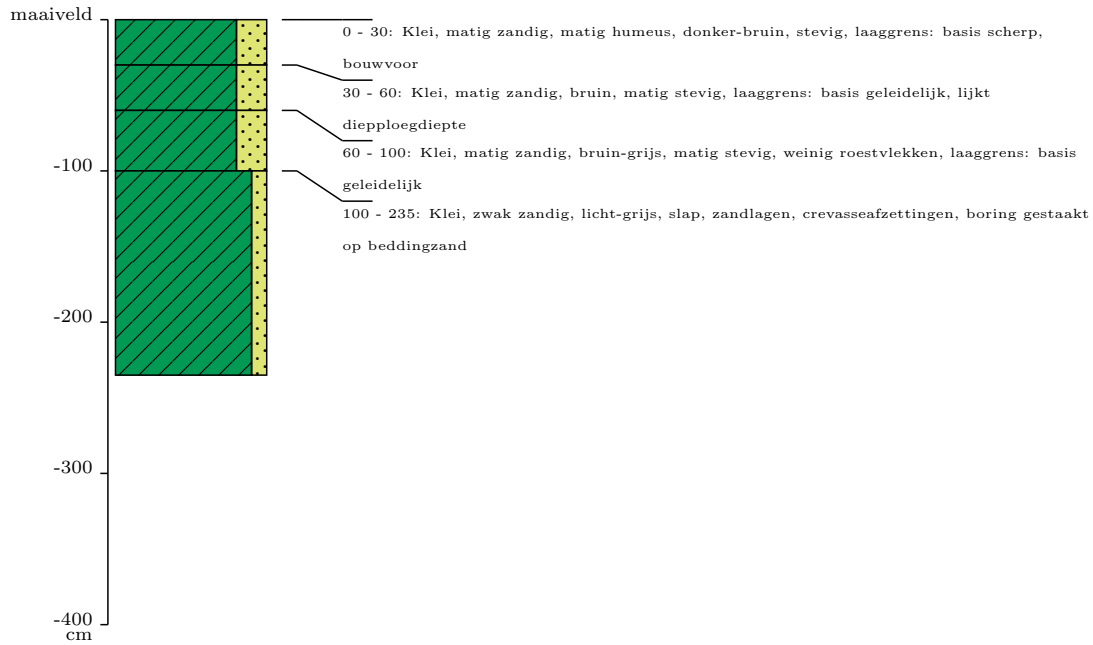 maaiveld
0 - 30: Klei, matig zandig, matig humeus, donker-bruin, stevig, laaggrens: basis scherp,
bouwvoor
30 - 60: Klei, matig zandig, bruin, matig stevig, laaggrens: basis geleidelijk, lijkt
diepploegdiepte
60 - 100: Klei, matig zandig, bruin-grijs, matig stevig, weinig roestvlekken, laaggrens: basis
-100
geleidelijk
100 - 235: Klei, zwak zandig, licht-grijs, slap, zandlagen, crevasseafzettingen, boring gestaakt
op beddingzand
-200
-300
-400
cm